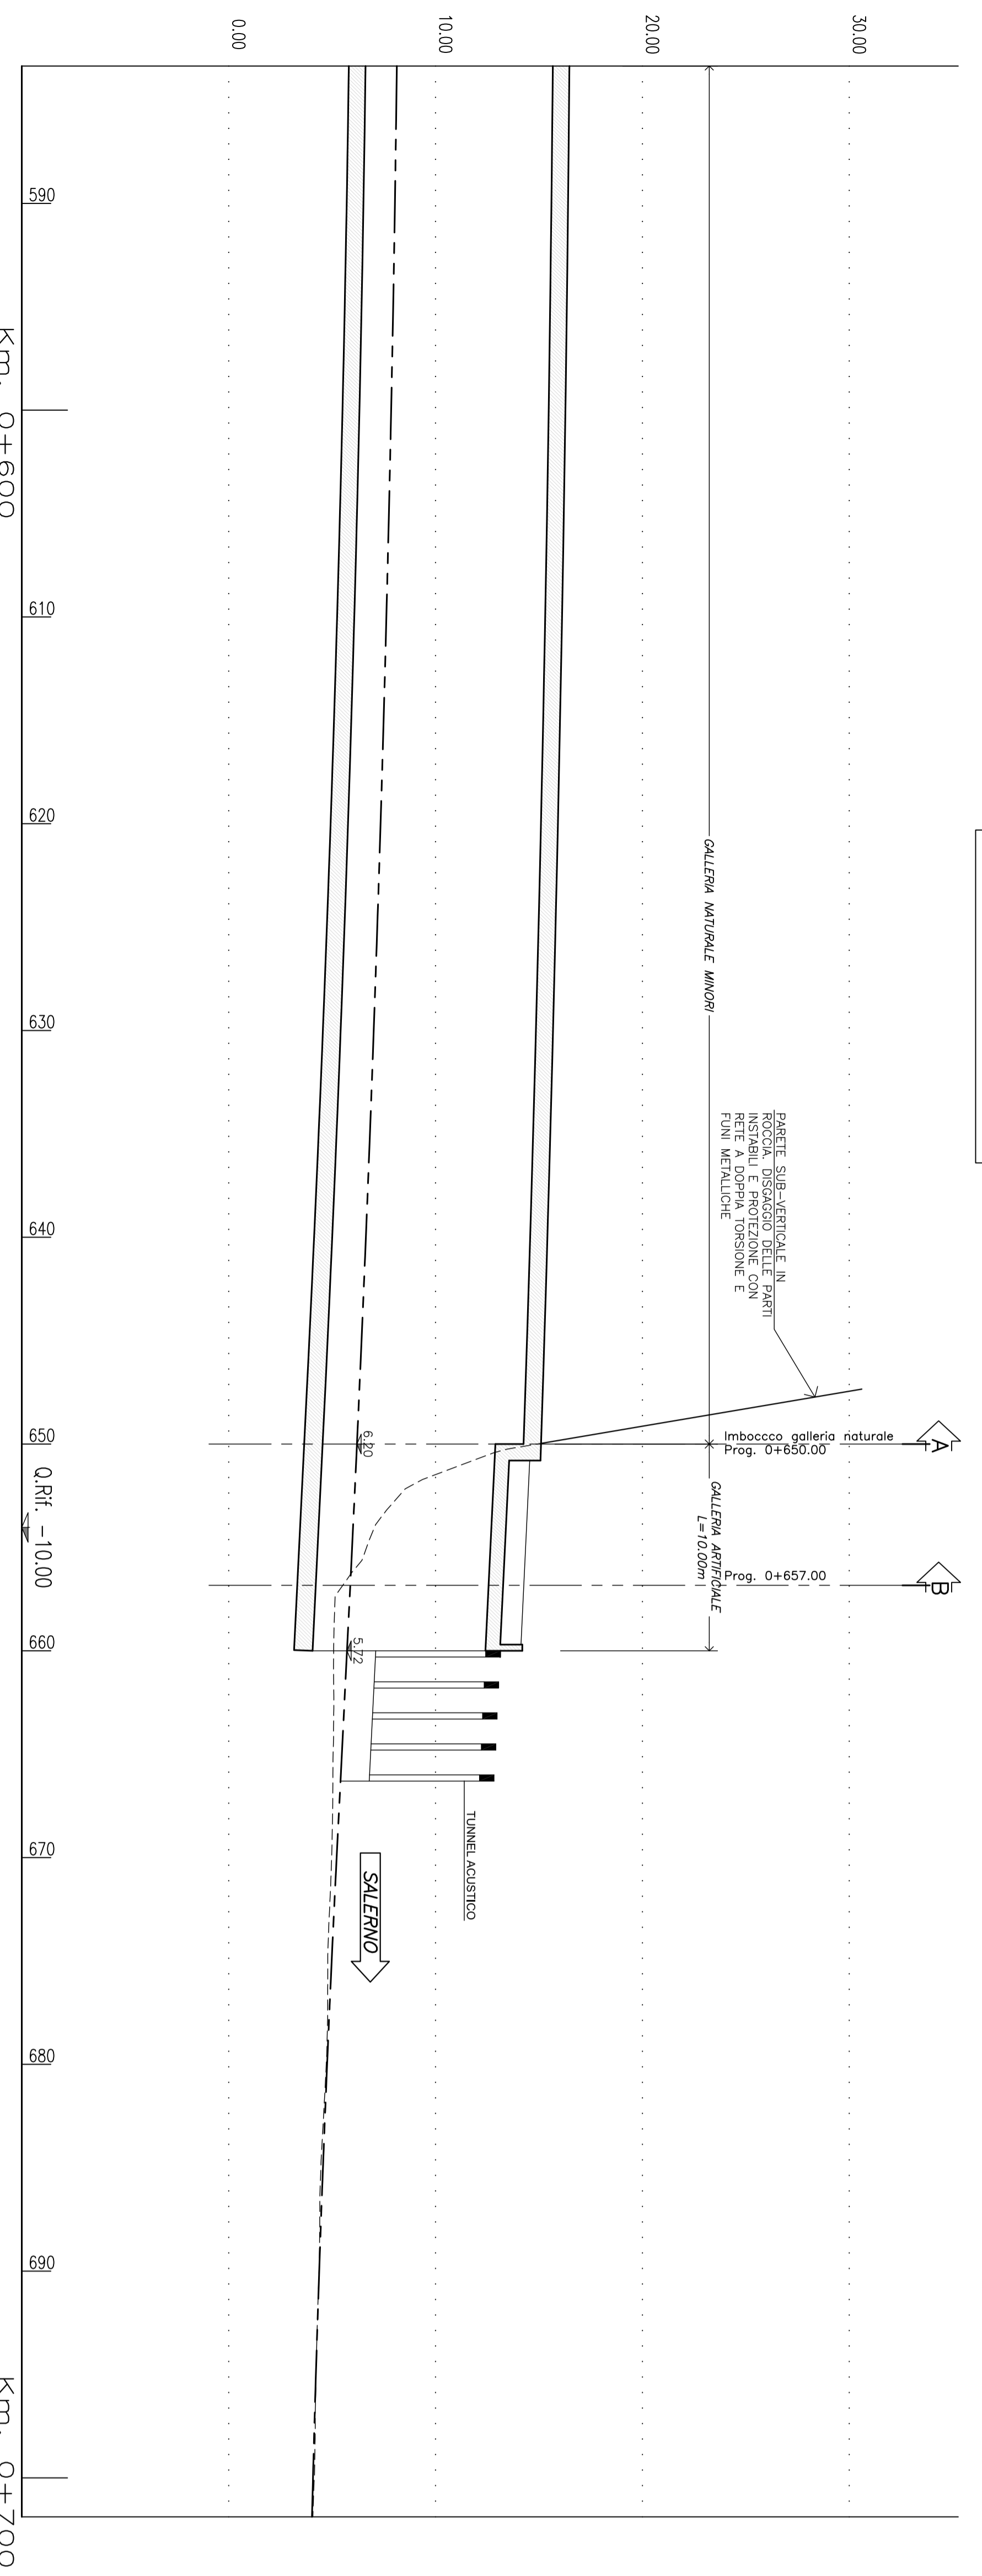 30.00
20.00
10.00
0.00
GALLERIA NATURALE MINORI
PARETE SUB-VERTICALE IN
ROCCIA. DISGAGGIO DELLE PARTI
INSTABILI E PROTEZIONE CON
RETE A DOPPIA TORSIONE E
FUNI METALLICHE
A
Imboccco galleria naturale
Prog. 0+650.00
GALLERIA ARTIFICIALE
L=10.00m
B
Prog. 0+657.00
6.20
5.72
TUNNEL ACUSTICO
SALERNO
Q.Rif. -10.00
590
610
620
630
640
650
660
670
680
690
Km. 0+600
Km. 0+700